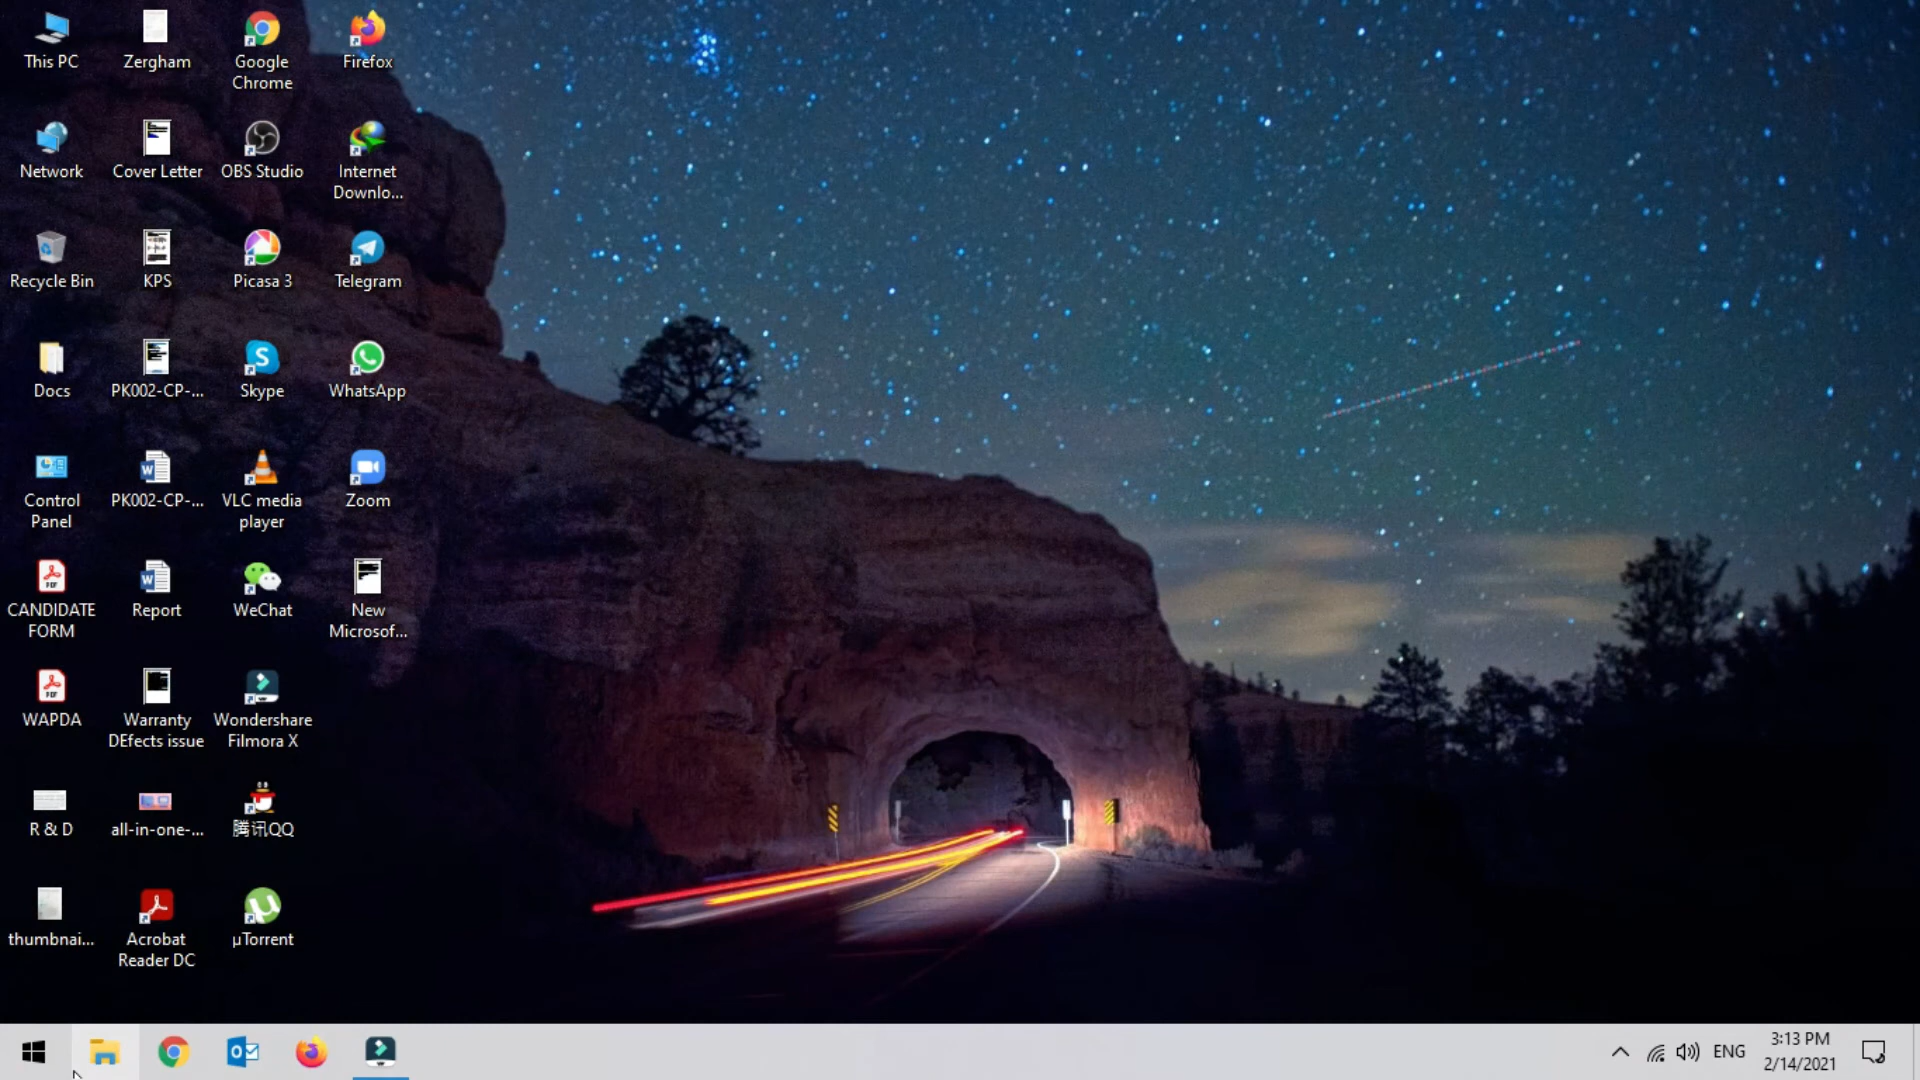 This PC
Zergham
Google
Chrome
Firefox
Network
Cover Letter
OBS Studio
Internet
Downlo...
Recycle Bin
KPS
Picasa 3
Telegram
Docs
PK002-CP-...
Skype
WhatsApp
Control
Panel
PK002-CP-...
VLC media
player
Zoom
CANDIDATE
FORM
Report
WeChat
New
Microsof...
WAPDA
Warranty
DEfects issue
Wondershare
Filmora X
R & D
all-in-one-...
腾讯QQ
thumbnai...
Acrobat
Reader DC
µTorrent
ENG
3:13 PM
2/14/2021